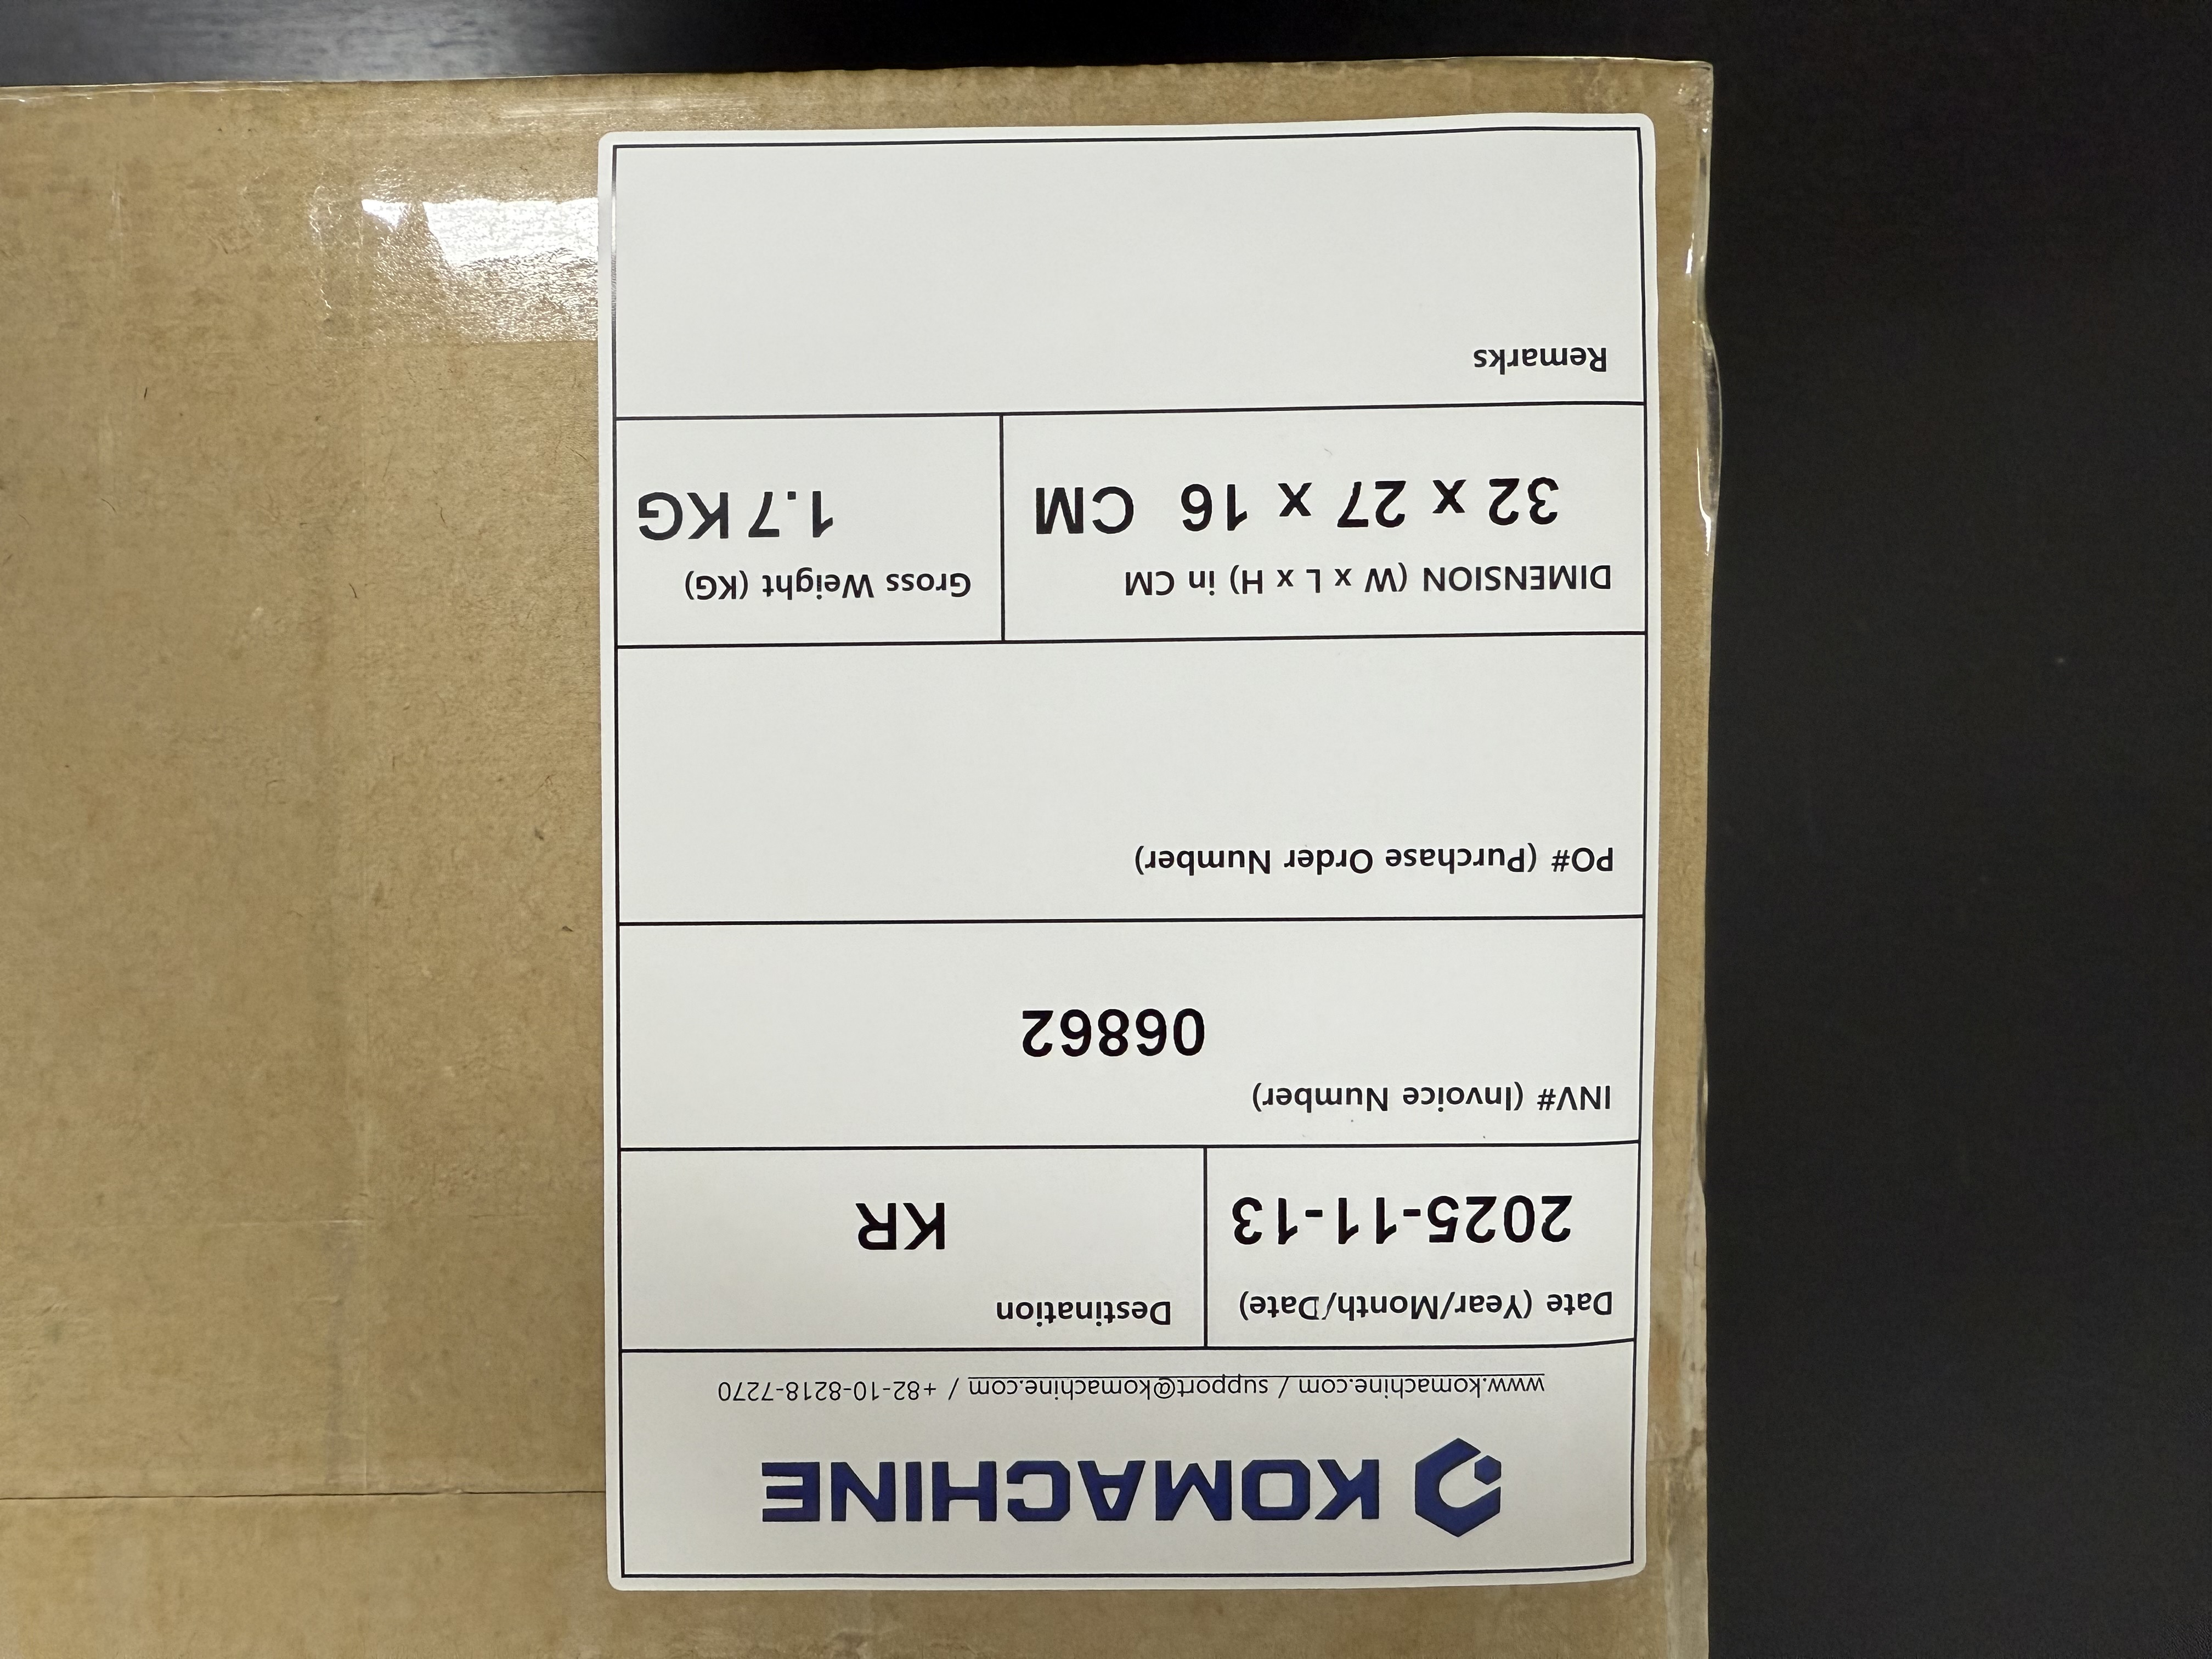 KOMACHINE
www.komachine.com / support@komachine.com / +82-10-8218-7270
Date (Year/Month/Date)
2025-11-13
Destination
KR
INV# (Invoice Number)
06862
PO# (Purchase Order Number)
DIMENSION (W x L x H) in CM
32 x 27 x 16 CM
Gross Weight (KG)
1.7 KG
Remarks